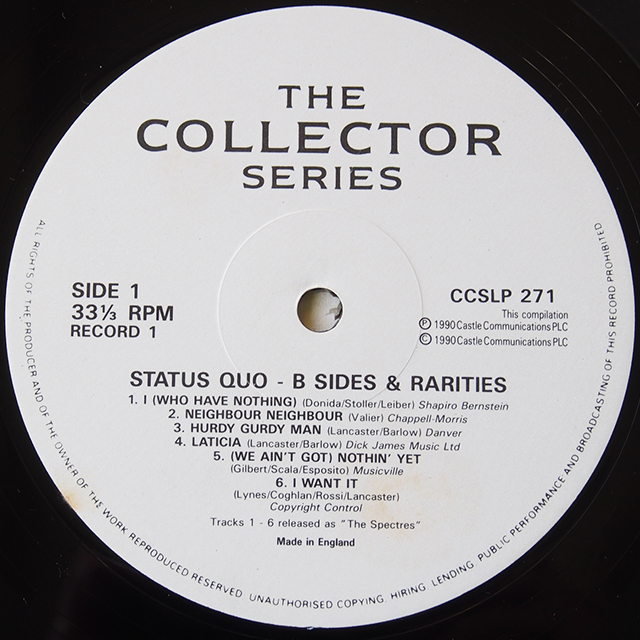 THE
COLLECTOR
SERIES
SIDE 1
33⅓ RPM
RECORD 1
CCSLP 271
This compilation
Ⓟ 1990 Castle Communications PLC
© 1990 Castle Communications PLC
STATUS QUO - B SIDES & RARITIES
1. I (WHO HAVE NOTHING) (Donida/Stoller/Leiber) Shapiro Bernstein
2. NEIGHBOUR NEIGHBOUR (Valier) Chappell-Morris
3. HURDY GURDY MAN (Lancaster/Barlow) Danver
4. LATICIA (Lancaster/Barlow) Dick James Music Ltd
5. (WE AIN'T GOT) NOTHIN' YET
(Gilbert/Scala/Esposito) Musicville
6. I WANT IT
(Lynes/Coghlan/Rossi/Lancaster)
Copyright Control
Tracks 1 - 6 released as "The Spectres"
Made in England
ALL RIGHTS OF THE PRODUCER AND OF THE OWNER OF THE WORK REPRODUCED RESERVED UNAUTHORISED COPYING, HIRING, LENDING, PUBLIC PERFORMANCE AND BROADCASTING OF THIS RECORD PROHIBITED